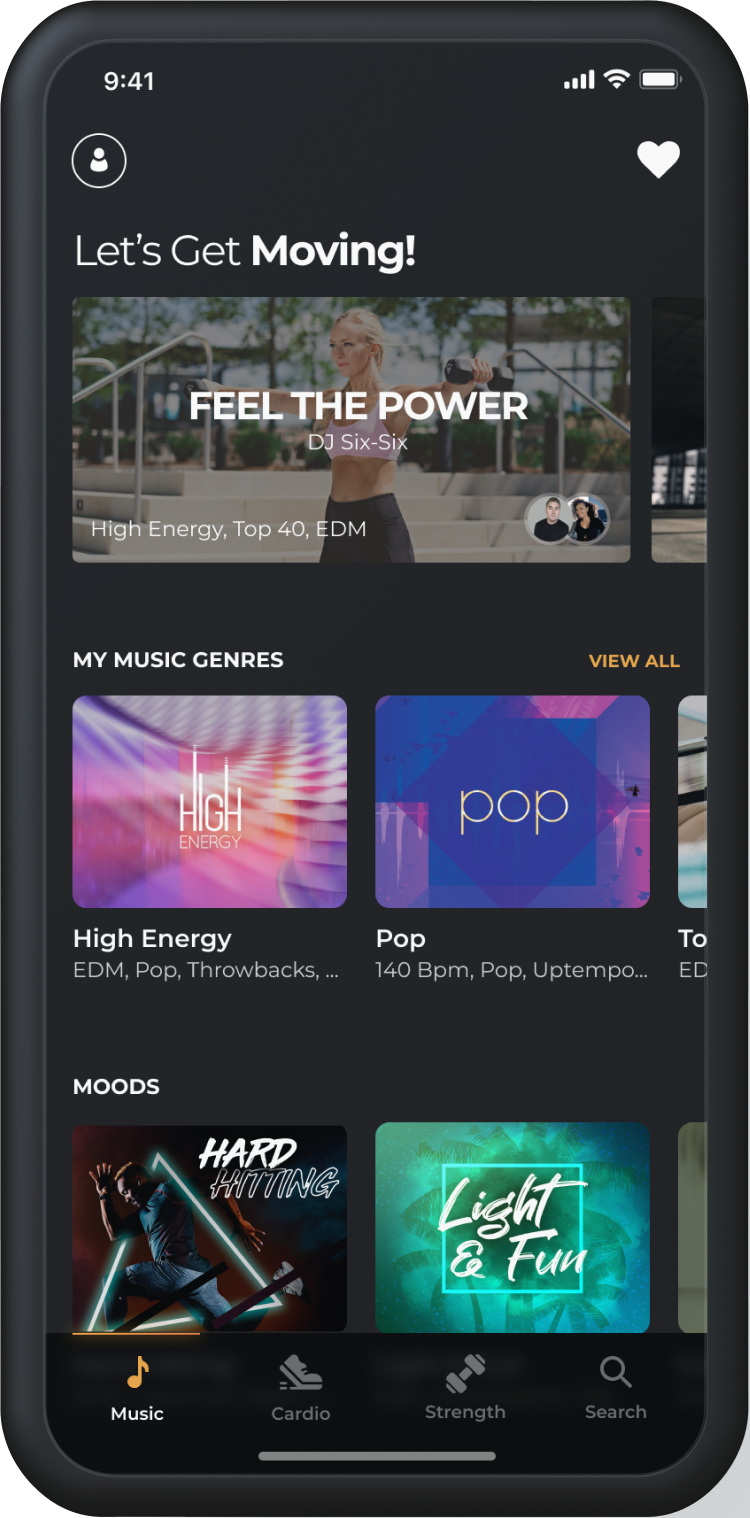 9:41
Let's Get Moving!
FEEL THE POWER
DJ Six-Six
High Energy, Top 40, EDM
MY MUSIC GENRES
VIEW ALL
HIGH
ENERGY
pop
High Energy
Pop
To
EDM, Pop, Throwbacks, ...
140 Bpm, Pop, Uptempo...
ED
MOODS
HARD
HITTING
Light
& Fun
Music
Cardio
Strength
Search